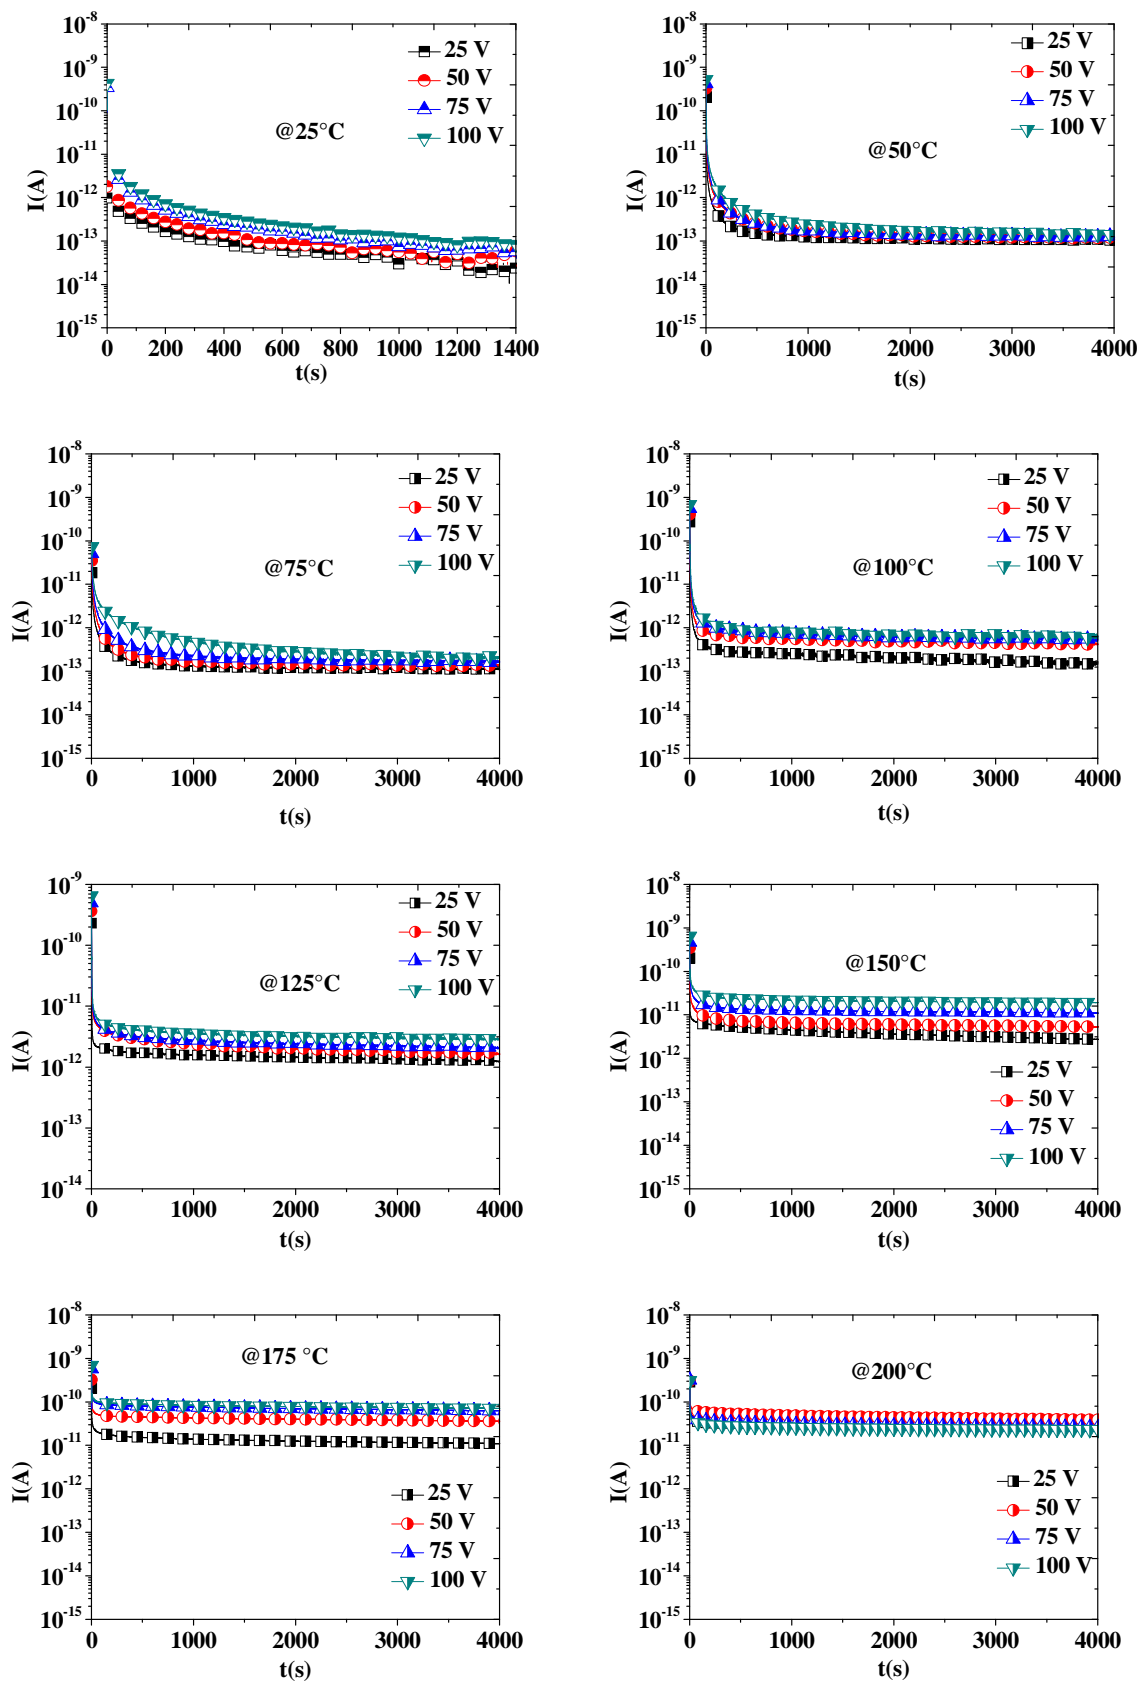 10⁻⁸
10⁻⁹
10⁻¹⁰
10⁻¹¹
10⁻¹²
10⁻¹³
10⁻¹⁴
10⁻¹⁵
I(A)
25 V
50 V
75 V
100 V
@25°C
0 200 400 600 800 1000 1200 1400
t(s)
10⁻⁸
10⁻⁹
10⁻¹⁰
10⁻¹¹
10⁻¹²
10⁻¹³
10⁻¹⁴
10⁻¹⁵
I(A)
25 V
50 V
75 V
100 V
@50°C
0 1000 2000 3000 4000
t(s)
10⁻⁸
10⁻⁹
10⁻¹⁰
10⁻¹¹
10⁻¹²
10⁻¹³
10⁻¹⁴
10⁻¹⁵
I(A)
25 V
50 V
75 V
100 V
@75°C
0 1000 2000 3000 4000
t(s)
10⁻⁸
10⁻⁹
10⁻¹⁰
10⁻¹¹
10⁻¹²
10⁻¹³
10⁻¹⁴
10⁻¹⁵
I(A)
25 V
50 V
75 V
100 V
@100°C
0 1000 2000 3000 4000
t(s)
10⁻⁹
10⁻¹⁰
10⁻¹¹
10⁻¹²
10⁻¹³
10⁻¹⁴
I(A)
25 V
50 V
75 V
100 V
@125°C
0 1000 2000 3000 4000
t(s)
10⁻⁸
10⁻⁹
10⁻¹⁰
10⁻¹¹
10⁻¹²
10⁻¹³
10⁻¹⁴
10⁻¹⁵
I(A)
@150°C
25 V
50 V
75 V
100 V
0 1000 2000 3000 4000
t(s)
10⁻⁸
10⁻⁹
10⁻¹⁰
10⁻¹¹
10⁻¹²
10⁻¹³
10⁻¹⁴
10⁻¹⁵
I(A)
@175 °C
25 V
50 V
75 V
100 V
0 1000 2000 3000 4000
t(s)
10⁻⁸
10⁻⁹
10⁻¹⁰
10⁻¹¹
10⁻¹²
10⁻¹³
10⁻¹⁴
10⁻¹⁵
I(A)
@200°C
25 V
50 V
75 V
100 V
0 1000 2000 3000 4000
t(s)